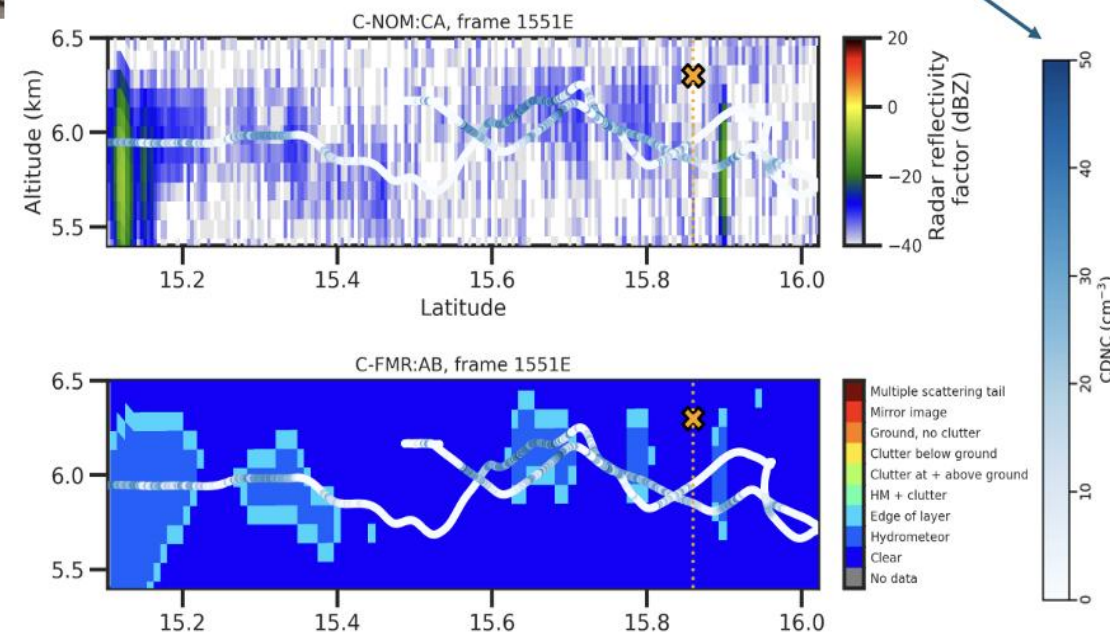 C-NOM:CA, frame 1551E
6.5
6.0
5.5
Altitude (km)
15.2 15.4 15.6 15.8 16.0
Latitude
20
0
−20
−40
Radar reflectivity
factor (dBZ)
50
40
30
20
10
0
CDNC (cm⁻³)
C-FMR:AB, frame 1551E
6.5
6.0
5.5
15.2 15.4 15.6 15.8 16.0
Multiple scattering tail
Mirror image
Ground, no clutter
Clutter below ground
Clutter at + above ground
HM + clutter
Edge of layer
Hydrometeor
Clear
No data